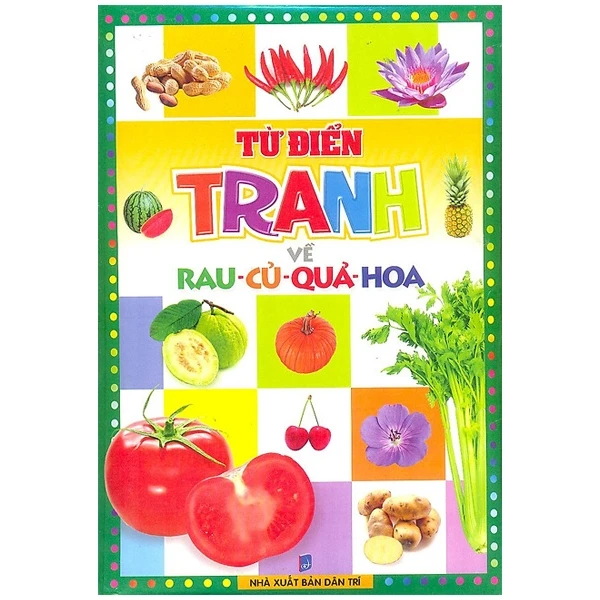 TỪ ĐIỂN
TRANH
VỀ
RAU-CỦ-QUẢ-HOA
NHÀ XUẤT BẢN DÂN TRÍ